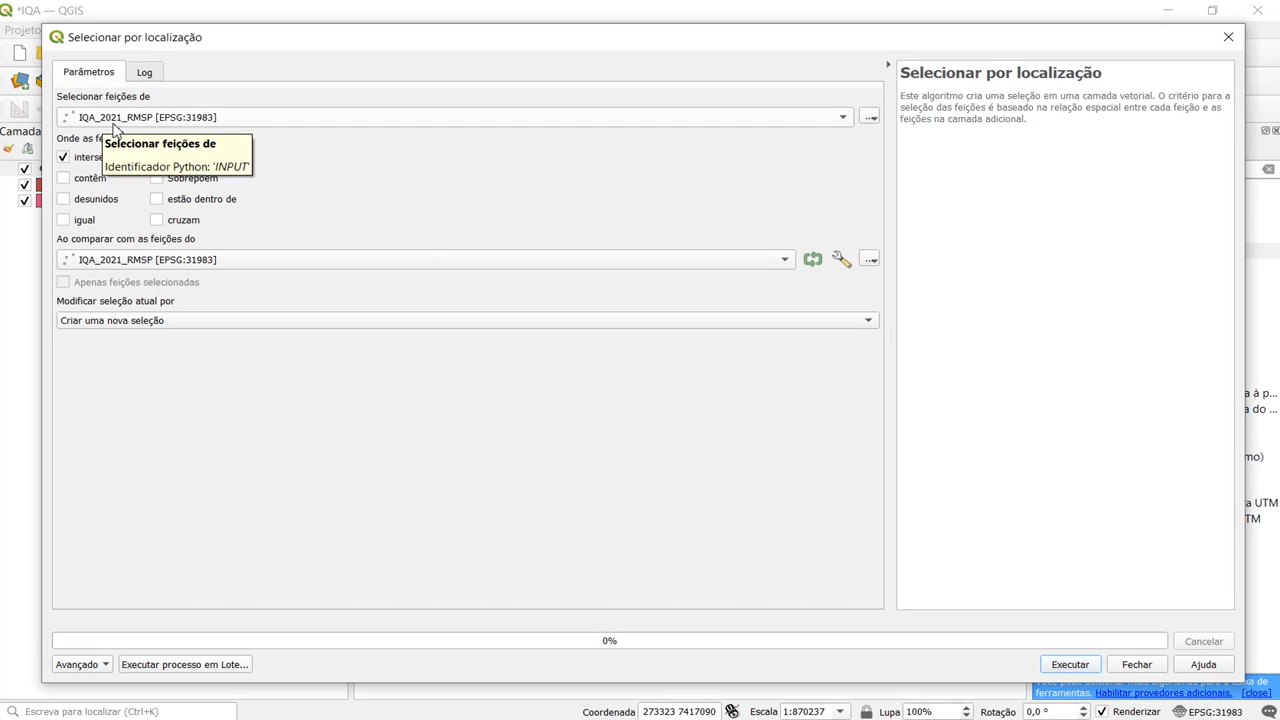 *IQA — QGIS
Projeto
Selecionar por localização
Parâmetros
Log
Selecionar feições de
IQA_2021_RMSP [EPSG:31983]
Onde as fe
Selecionar feições de
Identificador Python: 'INPUT'
interse
contêm
Sobrepõem
desunidos
estão dentro de
igual
cruzam
Ao comparar com as feições do
IQA_2021_RMSP [EPSG:31983]
Apenas feições selecionadas
Modificar seleção atual por
Criar uma nova seleção
Selecionar por localização
Este algoritmo cria uma seleção em uma camada vetorial. O critério para a
seleção das feições é baseado na relação espacial entre cada feição e as
feições na camada adicional.
Camada
a à p...
a do ...
mo)
a UTM
TM
0%
Cancelar
Avançado
Executar processo em Lote...
Executar
Fechar
Ajuda
ferramentas. Habilitar provedores adicionais. [close]
Escreva para localizar (Ctrl+K)
Coordenada
273323 7417090
Escala
1:870237
Lupa
100%
Rotação
0,0 °
Renderizar
EPSG:31983